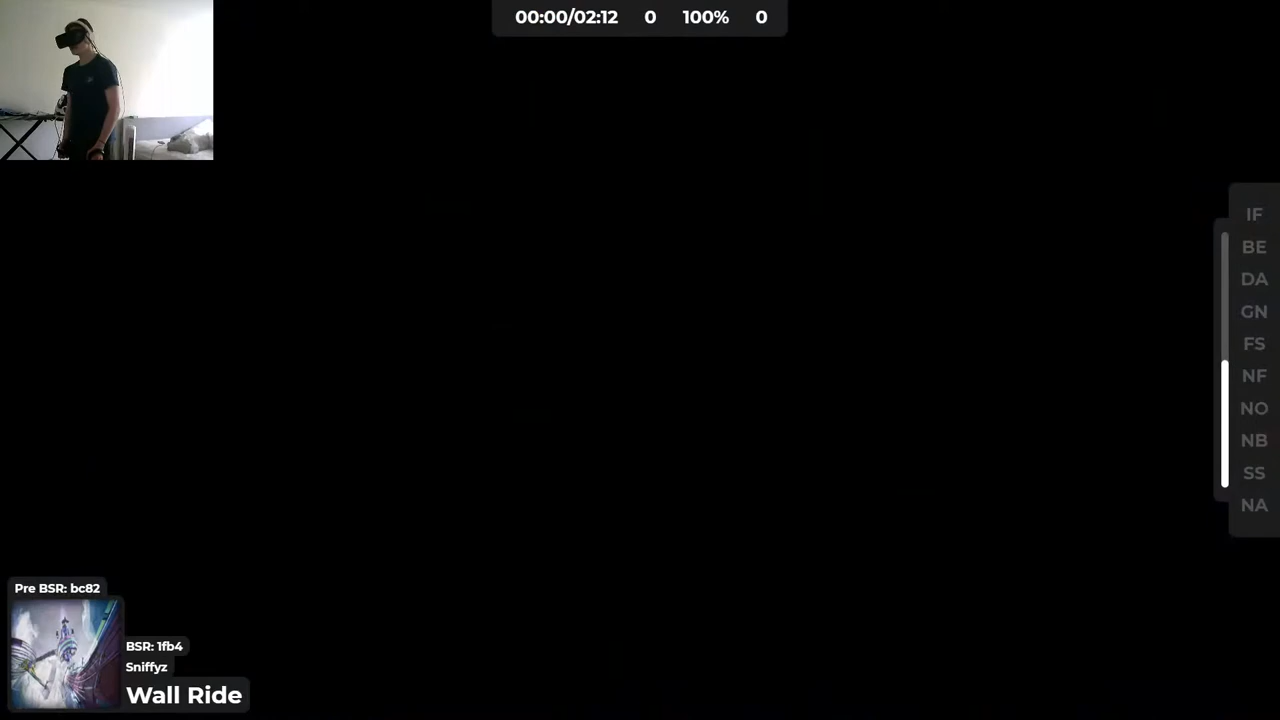 00:00/02:12 0 100% 0
IF
BE
DA
GN
FS
NF
NO
NB
SS
NA
Pre BSR: bc82
BSR: 1fb4
Sniffyz
Wall Ride